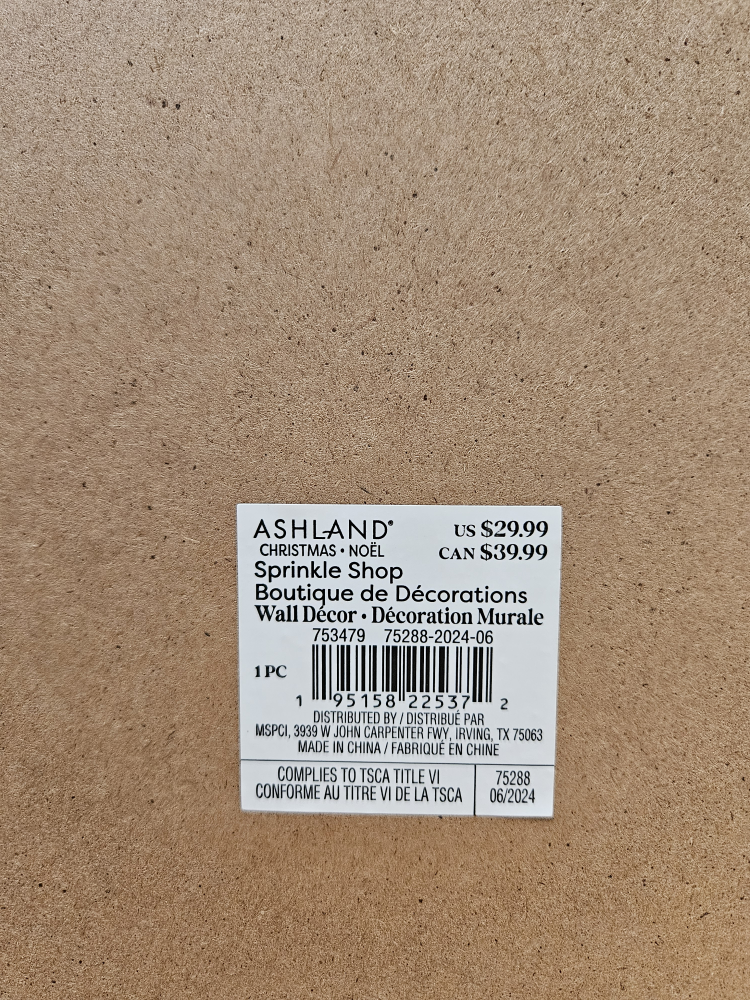 ASHLAND®
US $29.99
CHRISTMAS • NOËL
CAN $39.99
Sprinkle Shop
Boutique de Décorations
Wall Décor • Décoration Murale
753479 75288-2024-06
1 PC
1 95158 22537 2
DISTRIBUTED BY / DISTRIBUÉ PAR
MSPCI, 3939 W JOHN CARPENTER FWY, IRVING, TX 75063
MADE IN CHINA / FABRIQUÉ EN CHINE
COMPLIES TO TSCA TITLE VI
CONFORME AU TITRE VI DE LA TSCA
75288
06/2024